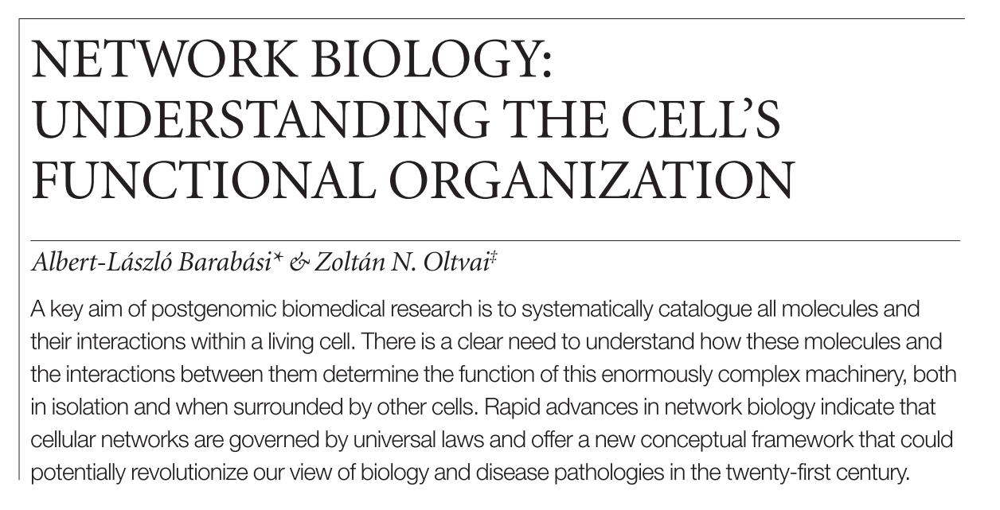 NETWORK BIOLOGY:
UNDERSTANDING THE CELL’S
FUNCTIONAL ORGANIZATION
Albert-László Barabási* & Zoltán N. Oltvai‡
A key aim of postgenomic biomedical research is to systematically catalogue all molecules and
their interactions within a living cell. There is a clear need to understand how these molecules and
the interactions between them determine the function of this enormously complex machinery, both
in isolation and when surrounded by other cells. Rapid advances in network biology indicate that
cellular networks are governed by universal laws and offer a new conceptual framework that could
potentially revolutionize our view of biology and disease pathologies in the twenty-first century.